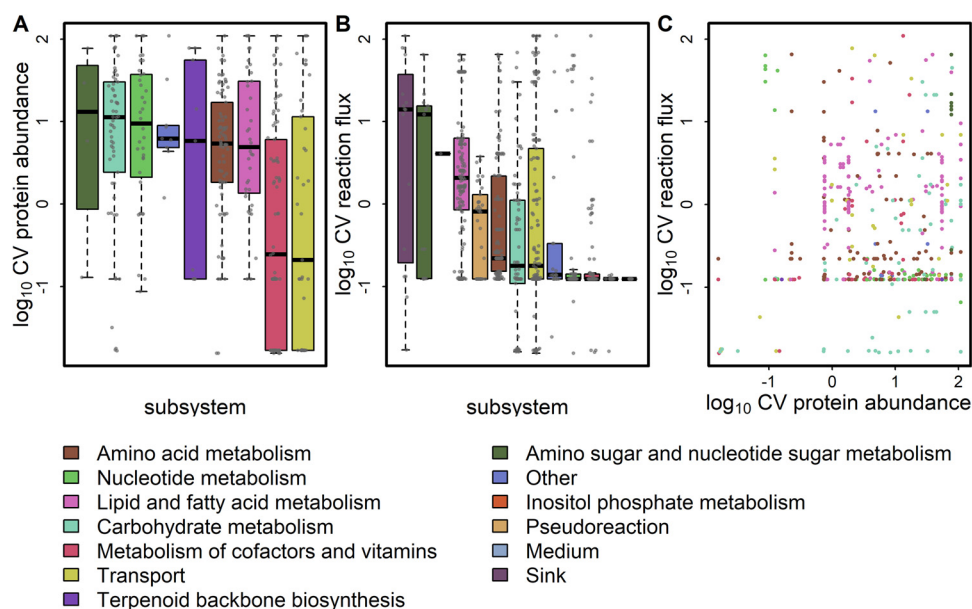 A
B
C
log10 CV protein abundance
2
1
0
-1
subsystem
log10 CV reaction flux
2
1
0
-1
subsystem
2
1
0
-1
-1
0
1
2
log10 CV protein abundance
Amino acid metabolism
Nucleotide metabolism
Lipid and fatty acid metabolism
Carbohydrate metabolism
Metabolism of cofactors and vitamins
Transport
Terpenoid backbone biosynthesis
Amino sugar and nucleotide sugar metabolism
Other
Inositol phosphate metabolism
Pseudoreaction
Medium
Sink
log10 CV reaction flux